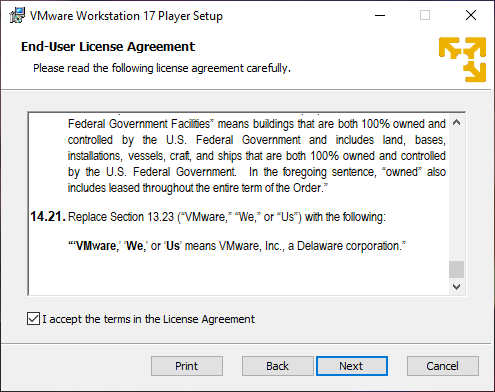 VMware Workstation 17 Player Setup
End-User License Agreement
Please read the following license agreement carefully.
Federal Government Facilities” means buildings that are both 100% owned and
controlled by the U.S. Federal Government and includes land, bases,
installations, vessels, craft, and ships that are both 100% owned and controlled
by the U.S. Federal Government. In the foregoing sentence, “owned” also
includes leased throughout the entire term of the Order.”
14.21. Replace Section 13.23 (“VMware,” “We,” or “Us”) with the following:
“‘VMware,’ ‘We,’ or ‘Us’ means VMware, Inc., a Delaware corporation.”
I accept the terms in the License Agreement
Print Back Next Cancel